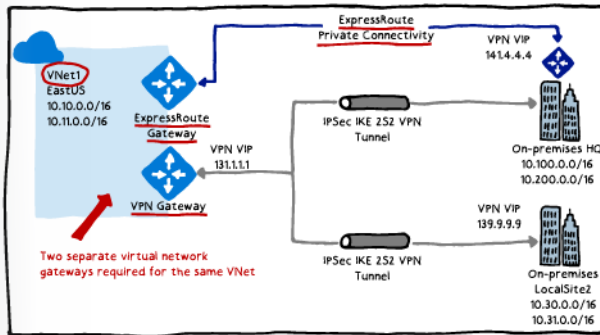 ExpressRoute
Private Connectivity
VPN VIP
141.4.4.4
VNet1
EastUS
10.10.0.0/16
10.11.0.0/16
ExpressRoute
Gateway
IPSec IKE 252 VPN
Tunnel
On-premises HQ
10.100.0.0/16
10.200.0.0/16
VPN VIP
131.1.1.1
VPN Gateway
VPN VIP
139.9.9.9
Two separate virtual network
gateways required for the same VNet
IPSec IKE 252 VPN
Tunnel
On-premises
LocalSite2
10.30.0.0/16
10.31.0.0/16